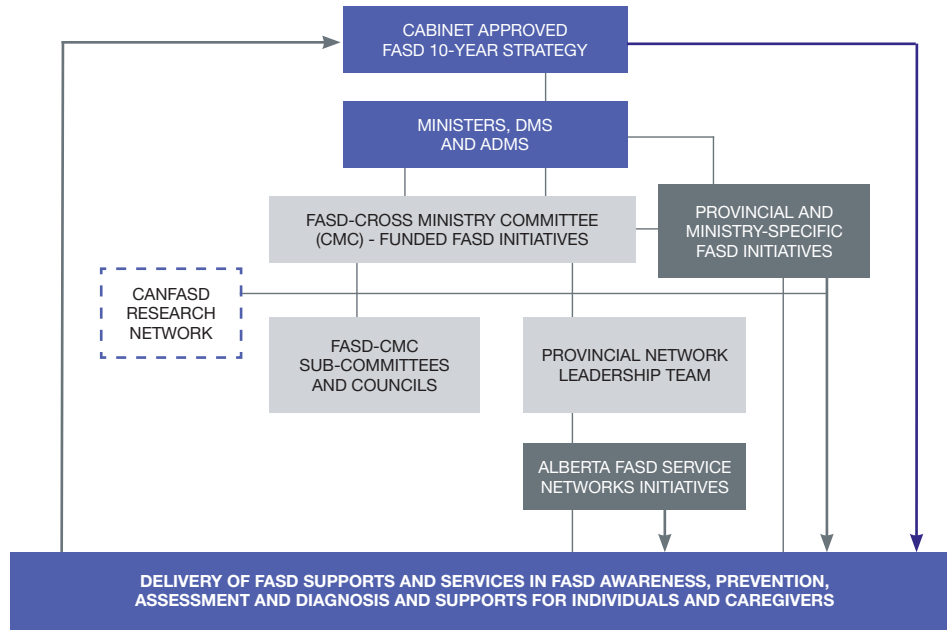 CABINET APPROVED
FASD 10-YEAR STRATEGY
MINISTERS, DMS
AND ADMS
FASD-CROSS MINISTRY COMMITTEE
(CMC) - FUNDED FASD INITIATIVES
PROVINCIAL AND
MINISTRY-SPECIFIC
FASD INITIATIVES
CANFASD
RESEARCH
NETWORK
FASD-CMC
SUB-COMMITTEES
AND COUNCILS
PROVINCIAL NETWORK
LEADERSHIP TEAM
ALBERTA FASD SERVICE
NETWORKS INITIATIVES
DELIVERY OF FASD SUPPORTS AND SERVICES IN FASD AWARENESS, PREVENTION,
ASSESSMENT AND DIAGNOSIS AND SUPPORTS FOR INDIVIDUALS AND CAREGIVERS